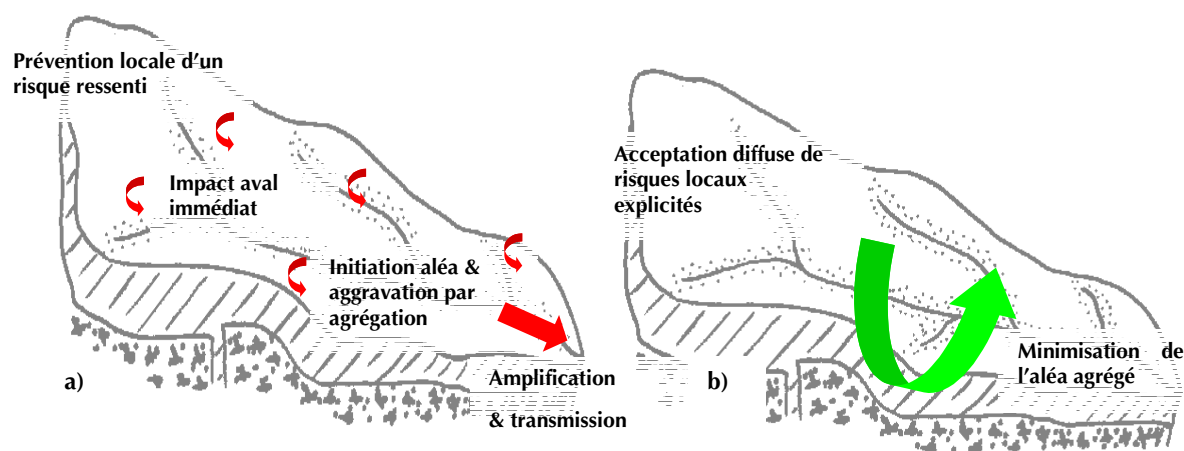 Prévention locale d'un
risque ressenti
Impact aval
immédiat
Initiation aléa &
aggravation par
agrégation
Amplification
& transmission
a)
Acceptation diffuse de
risques locaux
explicités
Minimisation de
l'aléa agrégé
b)